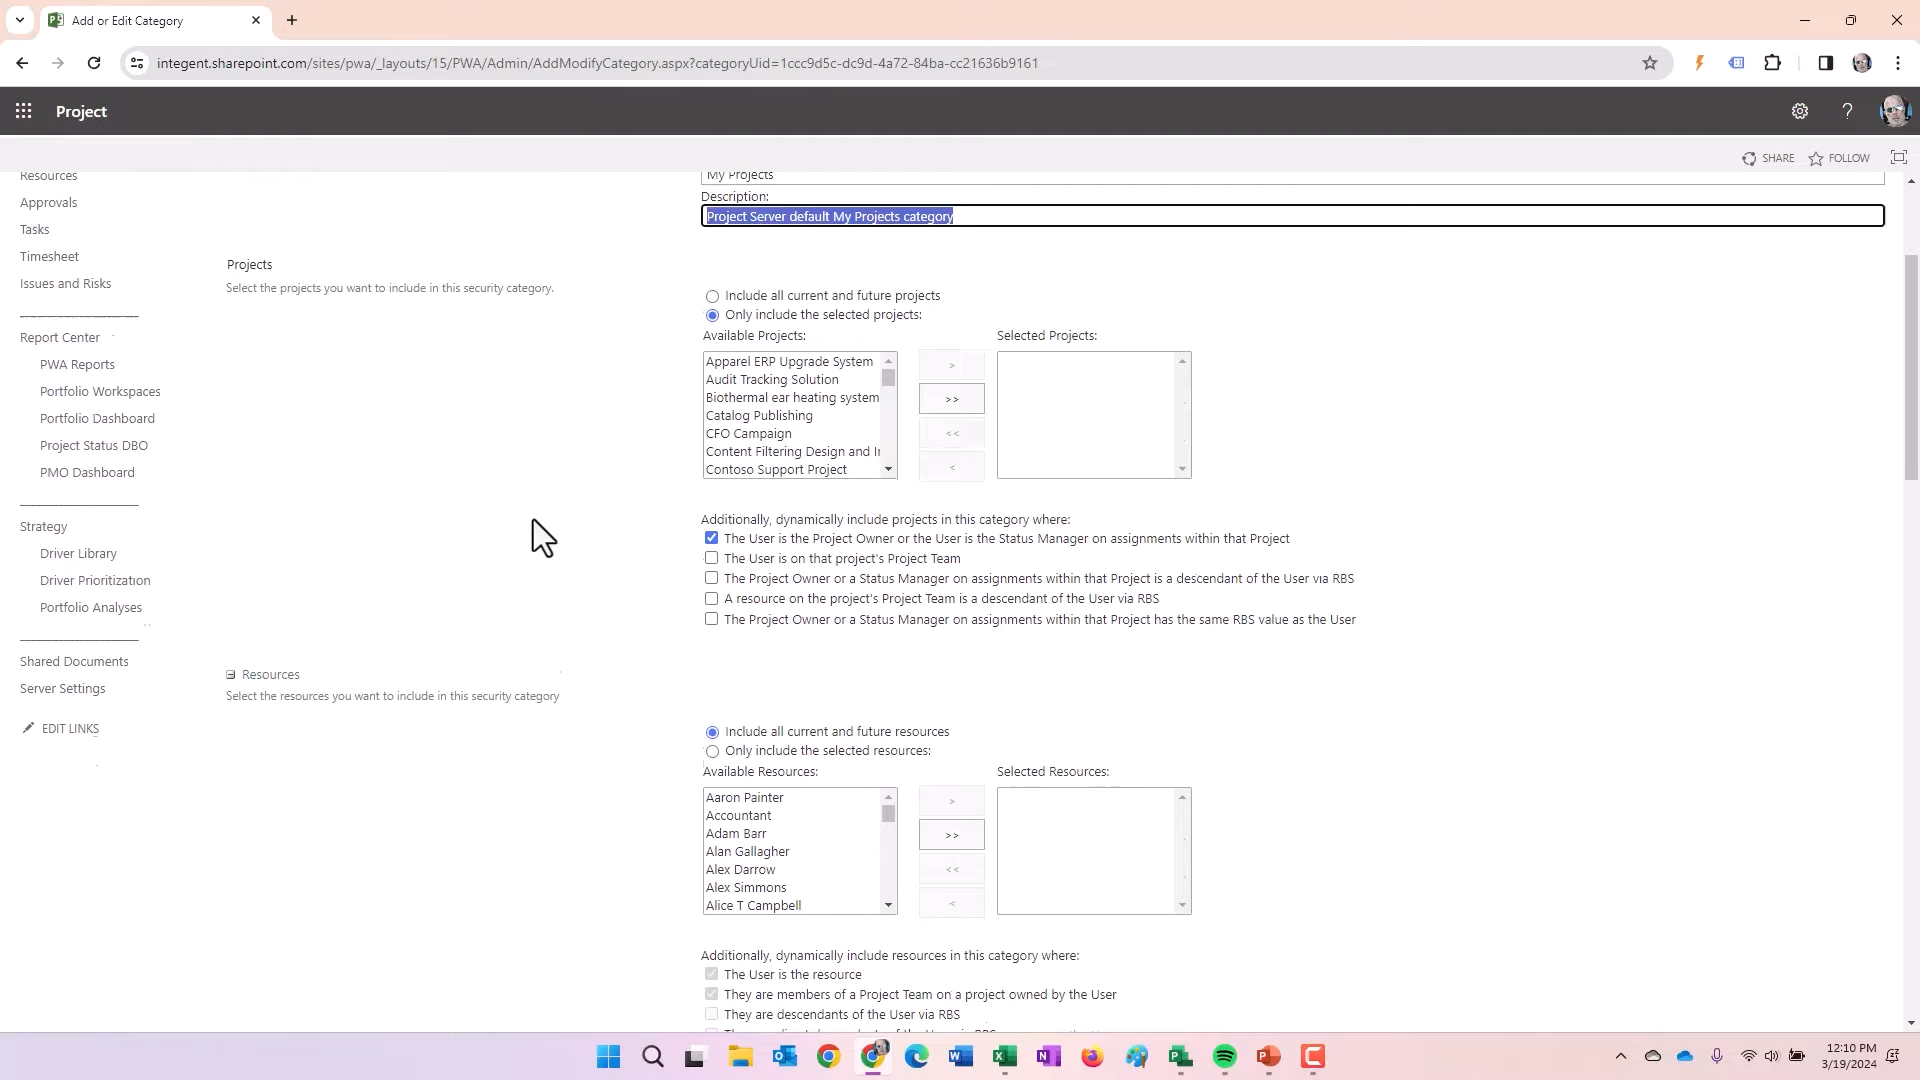 Add or Edit Category
integent.sharepoint.com/sites/pwa/_layouts/15/PWA/Admin/AddModifyCategory.aspx?categoryUid=1ccc9d5c-dc9d-4a72-84ba-cc21636b9161
Project
SHARE FOLLOW
Resources
Approvals
Tasks
Timesheet
Issues and Risks
Report Center
PWA Reports
Portfolio Workspaces
Portfolio Dashboard
Project Status DBO
PMO Dashboard
Strategy
Driver Library
Driver Prioritization
Portfolio Analyses
Shared Documents
Server Settings
EDIT LINKS
My Projects
Description:
Project Server default My Projects category
Projects
Select the projects you want to include in this security category.
Include all current and future projects
Only include the selected projects:
Available Projects:
Selected Projects:
Apparel ERP Upgrade System
Audit Tracking Solution
Biothermal ear heating system
Catalog Publishing
CFO Campaign
Content Filtering Design and
Contoso Support Project
>
>>
<<
<
Additionally, dynamically include projects in this category where:
The User is the Project Owner or the User is the Status Manager on assignments within that Project
The User is on that project's Project Team
The Project Owner or a Status Manager on assignments within that Project is a descendant of the User via RBS
A resource on the project's Project Team is a descendant of the User via RBS
The Project Owner or a Status Manager on assignments within that Project has the same RBS value as the User
Resources
Select the resources you want to include in this security category
Include all current and future resources
Only include the selected resources:
Available Resources:
Selected Resources:
Aaron Painter
Accountant
Adam Barr
Alan Gallagher
Alex Darrow
Alex Simmons
Alice T Campbell
>
>>
<<
<
Additionally, dynamically include resources in this category where:
The User is the resource
They are members of a Project Team on a project owned by the User
They are descendants of the User via RBS
12:10 PM
3/19/2024